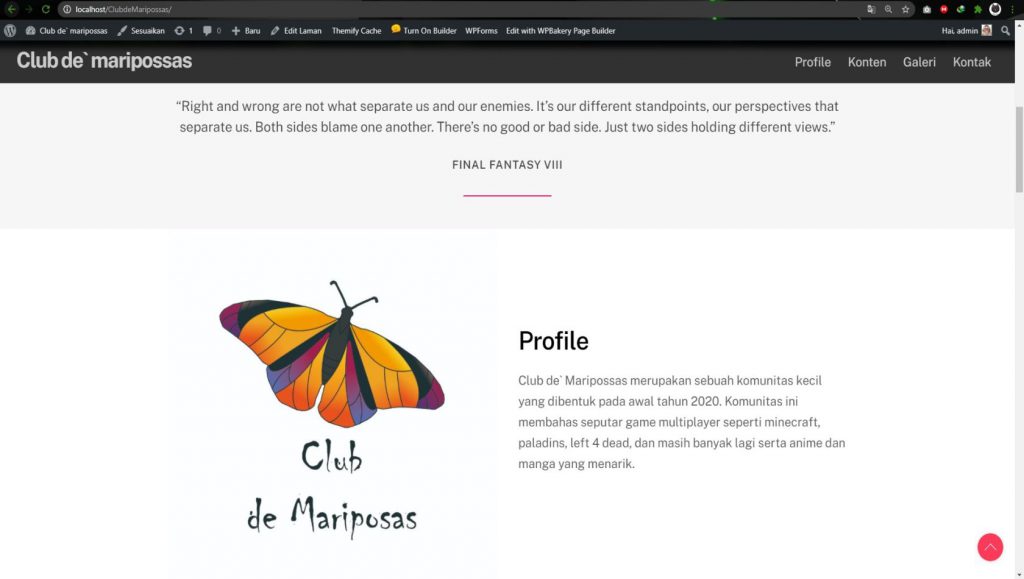 localhost/ClubdeMaripossas/
Club de` maripossas Sesuaikan 1 0 Baru Edit Laman Themify Cache Turn On Builder WPForms Edit with WPBakery Page Builder Hai, admin
Club de` maripossas Profile Konten Galeri Kontak
“Right and wrong are not what separate us and our enemies. It’s our different standpoints, our perspectives that
separate us. Both sides blame one another. There’s no good or bad side. Just two sides holding different views.”
FINAL FANTASY VIII
Club
de Mariposas
Profile
Club de` Maripossas merupakan sebuah komunitas kecil
yang dibentuk pada awal tahun 2020. Komunitas ini
membahas seputar game multiplayer seperti minecraft,
paladins, left 4 dead, dan masih banyak lagi serta anime dan
manga yang menarik.